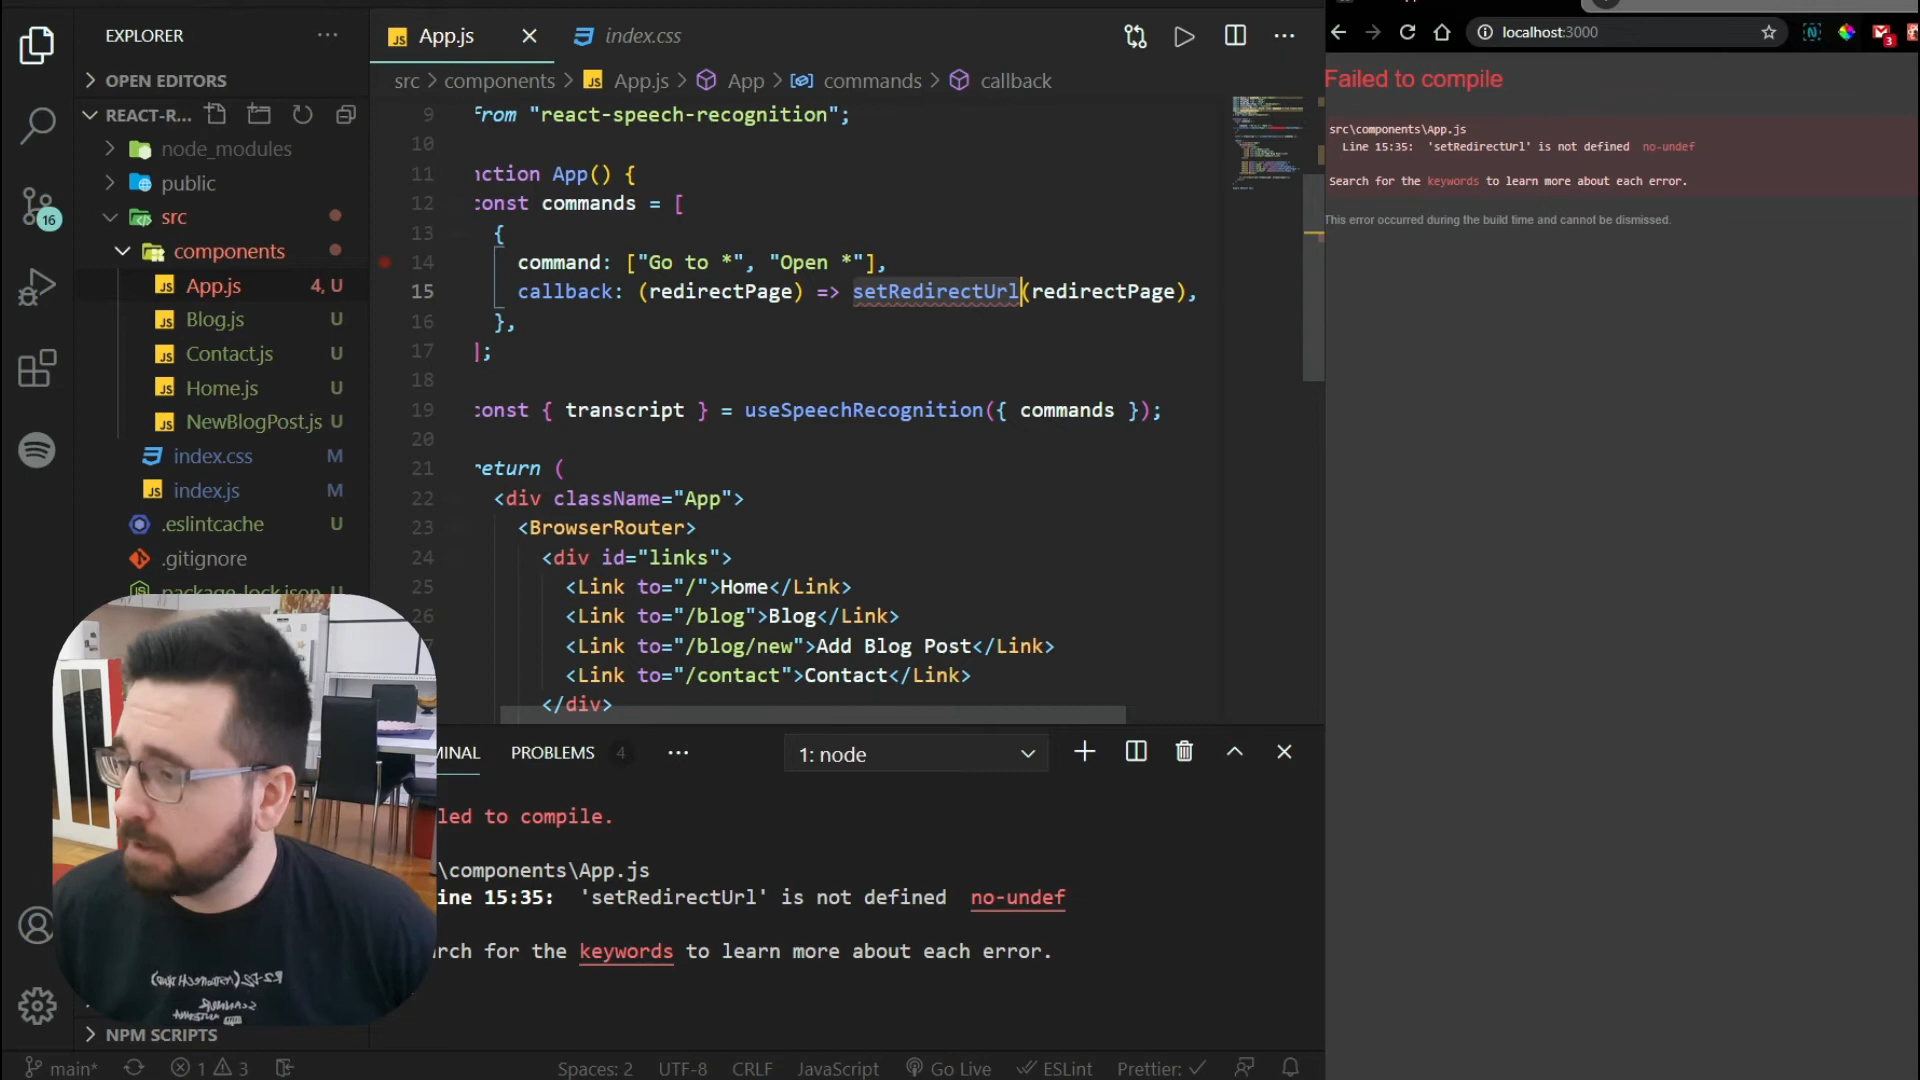 EXPLORER
OPEN EDITORS
REACT-R...
node_modules
public
src
components
App.js 4, U
Blog.js U
Contact.js U
Home.js U
NewBlogPost.js U
index.css M
index.js M
.eslintcache U
.gitignore
package-lock.json
NPM SCRIPTS
16
App.js
index.css
src > components > App.js > App > commands > callback
9 from "react-speech-recognition";
10
11 nction App() {
12 const commands = [
13 {
14 command: ["Go to *", "Open *"],
15 callback: (redirectPage) => setRedirectUrl(redirectPage),
16 },
17 ];
18
19 const { transcript } = useSpeechRecognition({ commands });
20
21 return (
22 <div className="App">
23 <BrowserRouter>
24 <div id="links">
25 <Link to="/">Home</Link>
26 <Link to="/blog">Blog</Link>
<Link to="/blog/new">Add Blog Post</Link>
<Link to="/contact">Contact</Link>
</div>
MINAL PROBLEMS 4 1: node
led to compile.
\components\App.js
ine 15:35: 'setRedirectUrl' is not defined no-undef
rch for the keywords to learn more about each error.
main* 1 3 Spaces: 2 UTF-8 CRLF JavaScript Go Live ESLint Prettier:
localhost:3000
3
Failed to compile
src\components\App.js
Line 15:35: 'setRedirectUrl' is not defined no-undef
Search for the keywords to learn more about each error.
This error occurred during the build time and cannot be dismissed.